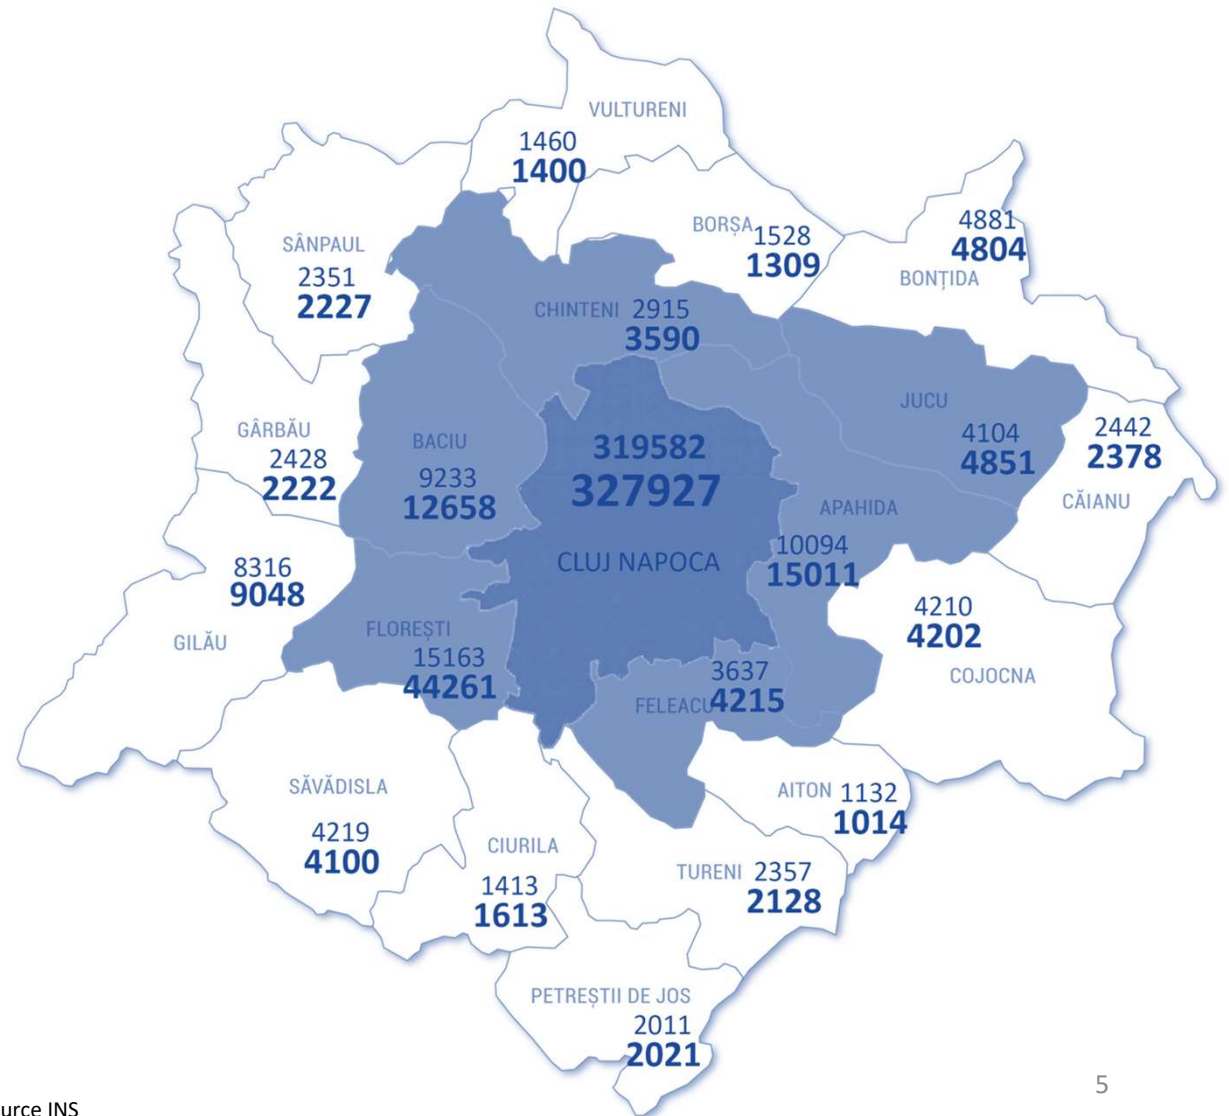 VULTURENI
1460
1400
BORȘA
1528
1309
4881
4804
BONȚIDA
SÂNPAUL
2351
2227
CHINTENI 2915
3590
JUCU
4104
4851
2442
2378
CĂIANU
GÂRBĂU
2428
2222
BACIU
9233
12658
319582
327927
CLUJ NAPOCA
APAHIDA
10094
15011
8316
9048
GILĂU
FLOREȘTI
15163
44261
3637
FELEACU 4215
4210
4202
COJOCNA
SĂVĂDISLA
4219
4100
CIURILA
1413
1613
AITON 1132
1014
TURENI 2357
2128
PETREȘTII DE JOS
2011
2021
5
urce INS